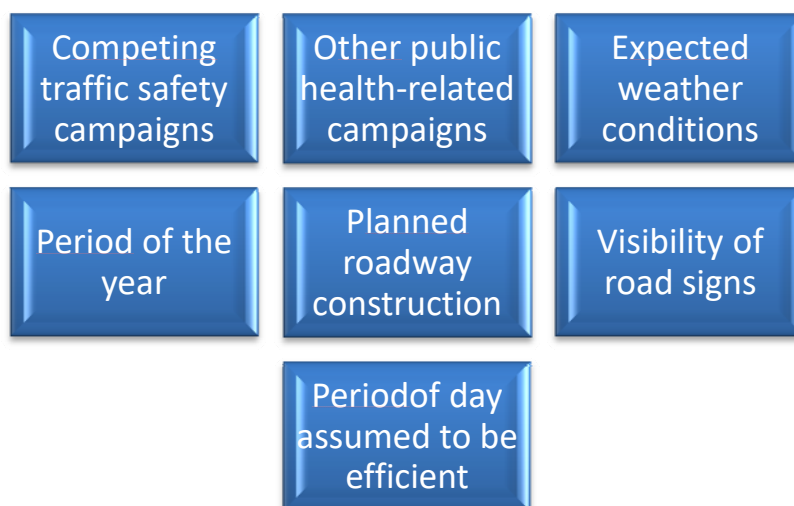 Competing
traffic safety
campaigns
Other public
health-related
campaigns
Expected
weather
conditions
Period of the
year
Planned
roadway
construction
Visibility of
road signs
Periodof day
assumed to be
efficient